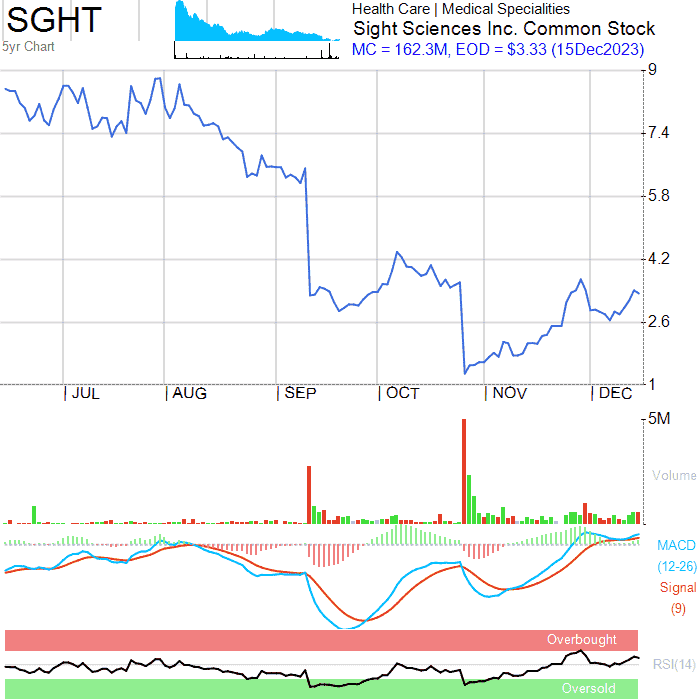 SGHT
5yr Chart
Health Care | Medical Specialities
Sight Sciences Inc. Common Stock
MC = 162.3M, EOD = $3.33 (15Dec2023)
9
7.4
5.8
4.2
2.6
1
| JUL | AUG | SEP | OCT | NOV | DEC
5M
Volume
MACD
(12-26)
Signal
(9)
Overbought
RSI(14)
Oversold